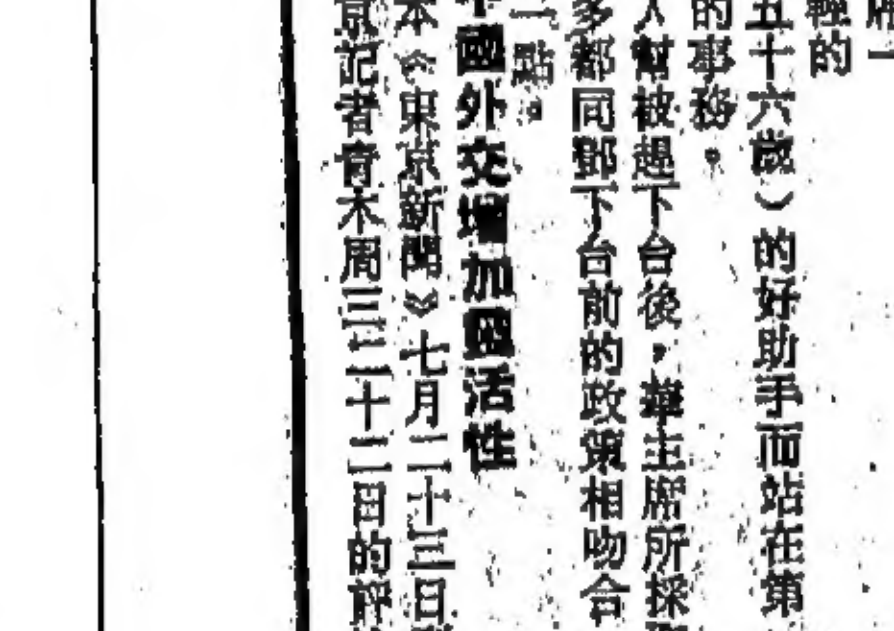 席一
輕的
五十六歲）的好助手而站在第
的事務。
人幫被趕下台後，華主席所採
多都同鄧下台前的政策相吻合
一點。
國外交增加靈活性
本《東京新聞》七月二十三日
京記者青木周三二十二日的評